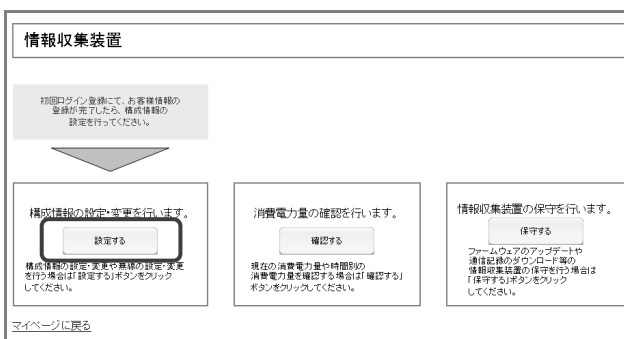 情報収集装置
初回ログイン登録にて、お客様情報の
登録が完了したら、構成情報の
設定を行ってください。
構成情報の設定・変更を行います。
設定する
構成情報の設定・変更や無線の設定・変更
を行う場合は「設定する」ボタンをクリック
してください。
消費電力量の確認を行います。
確認する
現在の消費電力量や時間別の
消費電力量を確認する場合は「確認する」
ボタンをクリックしてください。
情報収集装置の保守を行います。
保守する
ファームウェアのアップデートや
通信記録のダウンロード等の
情報収集装置の保守を行う場合は
「保守する」ボタンをクリック
してください。
マイページに戻る